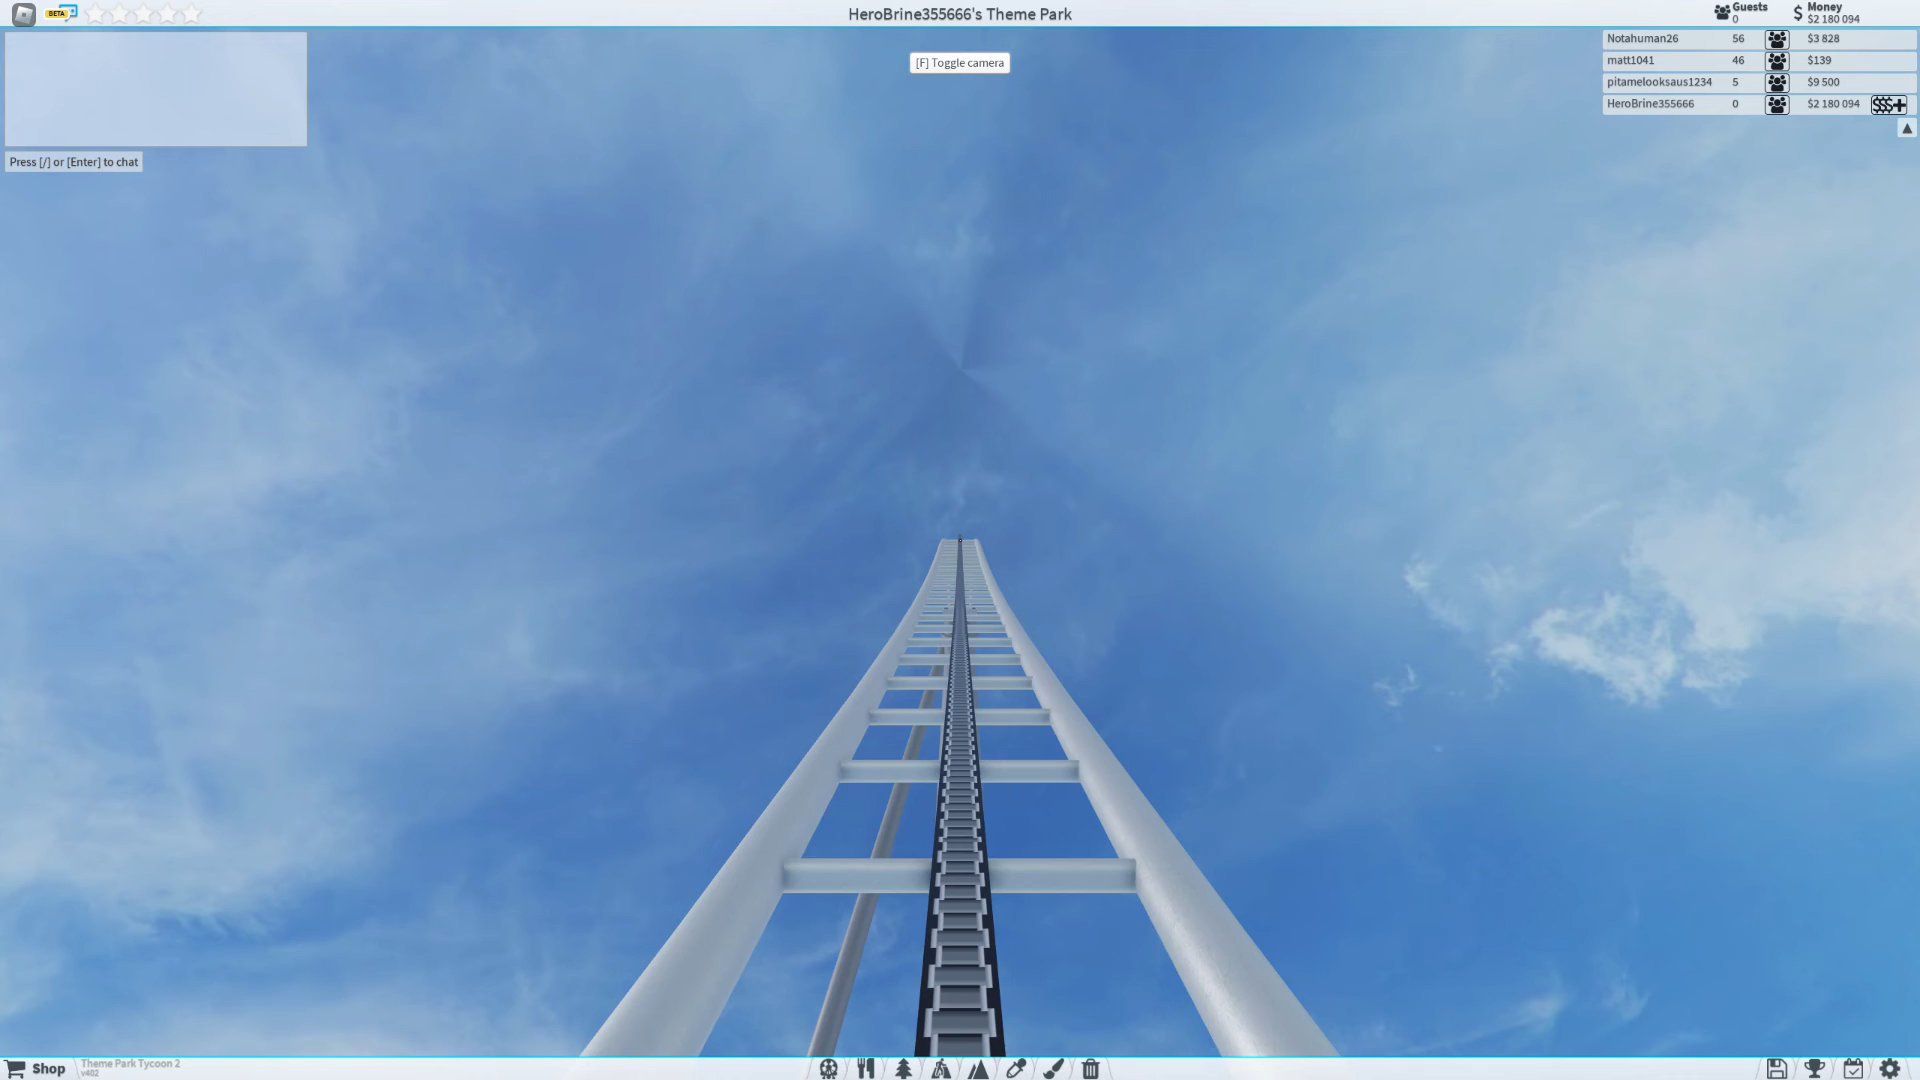 BETA
HeroBrine355666's Theme Park
Guests
0
$ Money
$2 180 094
[F] Toggle camera
Notahuman26 56 $3 828
matt1041 46 $139
pitamelooksaus1234 5 $9 500
HeroBrine355666 0 $2 180 094 $$$+
Press [/] or [Enter] to chat
Shop
Theme Park Tycoon 2
v402